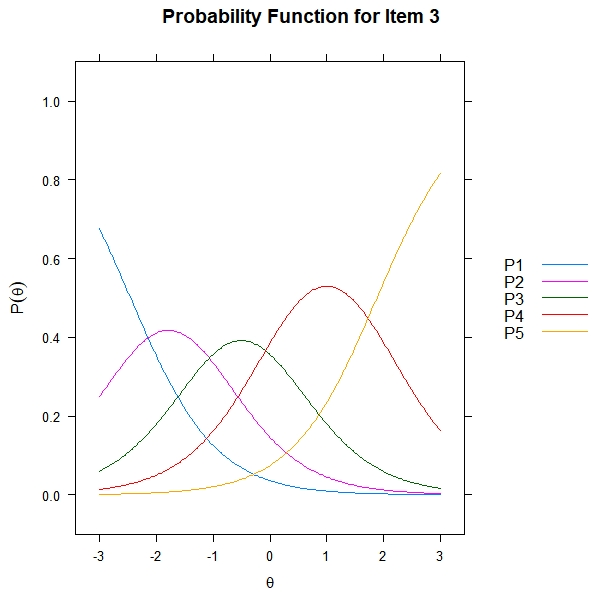 Probability Function for Item 3
P(θ)
1.0
0.8
0.6
0.4
0.2
0.0
-3 -2 -1 0 1 2 3
θ
P1
P2
P3
P4
P5